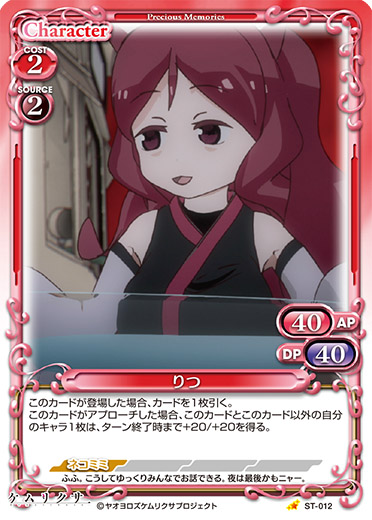 Precious Memories
Character
COST
2
SOURCE
2
40 AP
DP 40
りつ
このカードが登場した場合、カードを1枚引く。
このカードがアプローチした場合、このカードとこのカード以外の自分
のキャラ1枚は、ターン終了時まで+20/+20を得る。
ネコミミ
ふふ。こうしてゆっくりみんなでお話できる。夜は最後かもニャー。
ケムリクサ
©ヤオヨロズケムリクサプロジェクト
ST-012